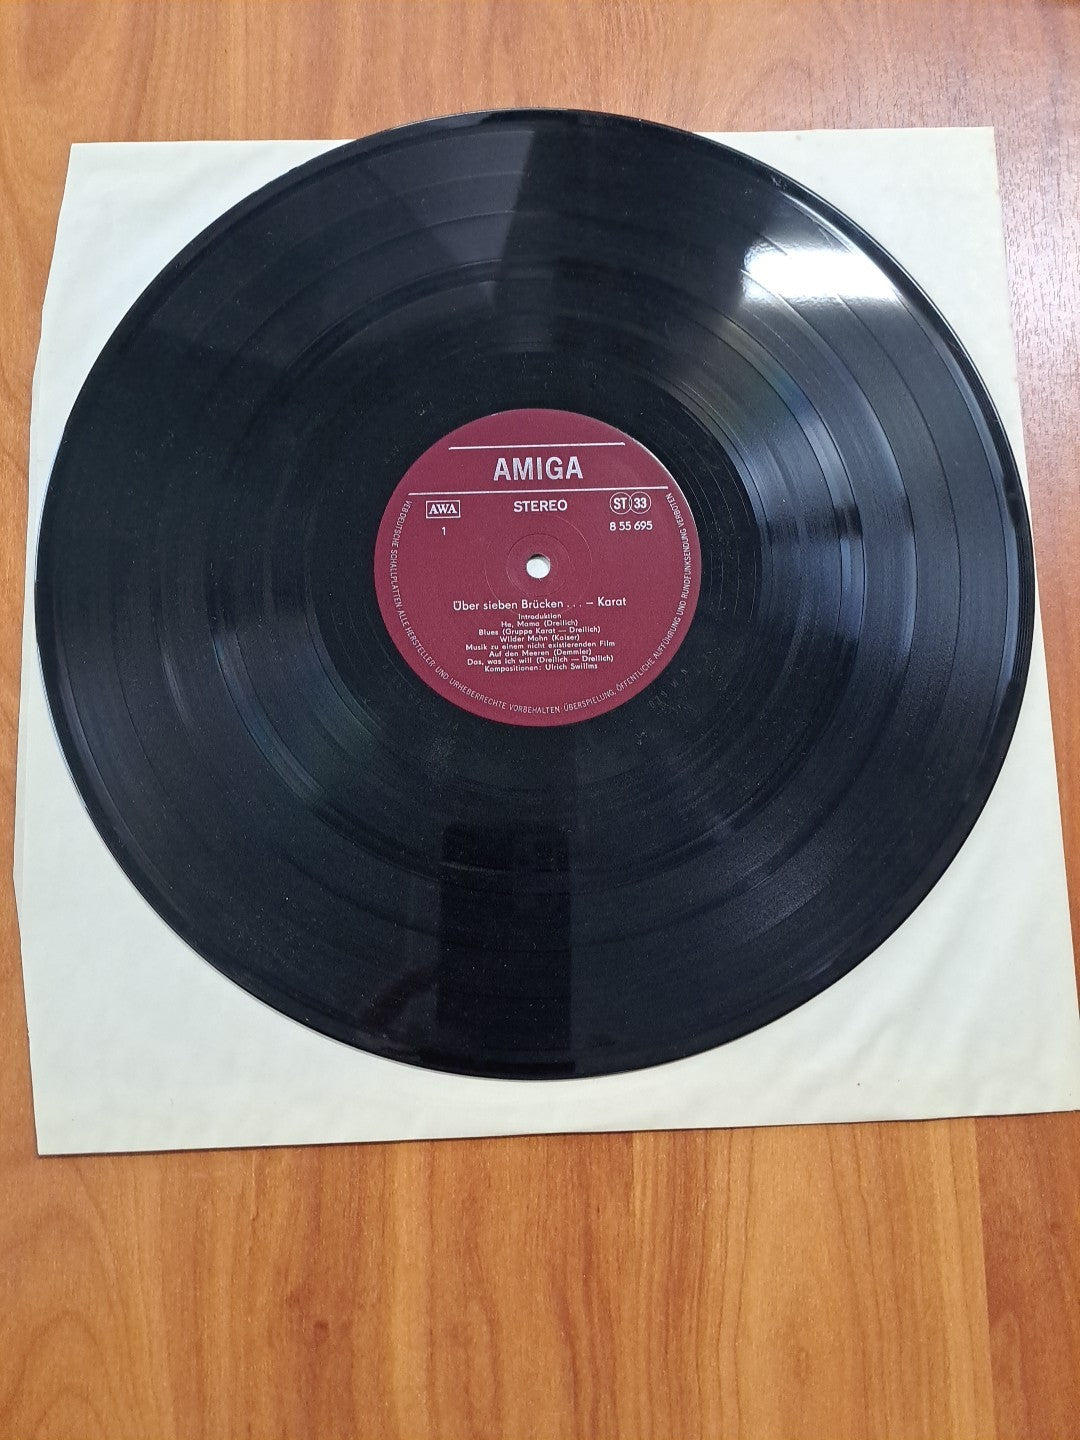 AMIGA
AWA STEREO ST 33
1 8 55 695
Über sieben Brücken . . . — Karat
Introduktion
He, Mama (Dreilich)
Blues (Gruppe Karat — Dreilich)
Wilder Mohn (Kaiser)
Musik zu einem nicht existierenden Film
Auf den Meeren (Demmler)
Das, was ich will (Dreilich — Dreilich)
Kompositionen: Ulrich Swillms
VEB DEUTSCHE SCHALLPLATTEN ALLE HERSTELLER UND URHEBERRECHTE VORBEHALTEN ÜBERSPIELUNG, ÖFFENTLICHE AUFFÜHRUNG UND RUNDFUNKSENDUNG VERBOTEN